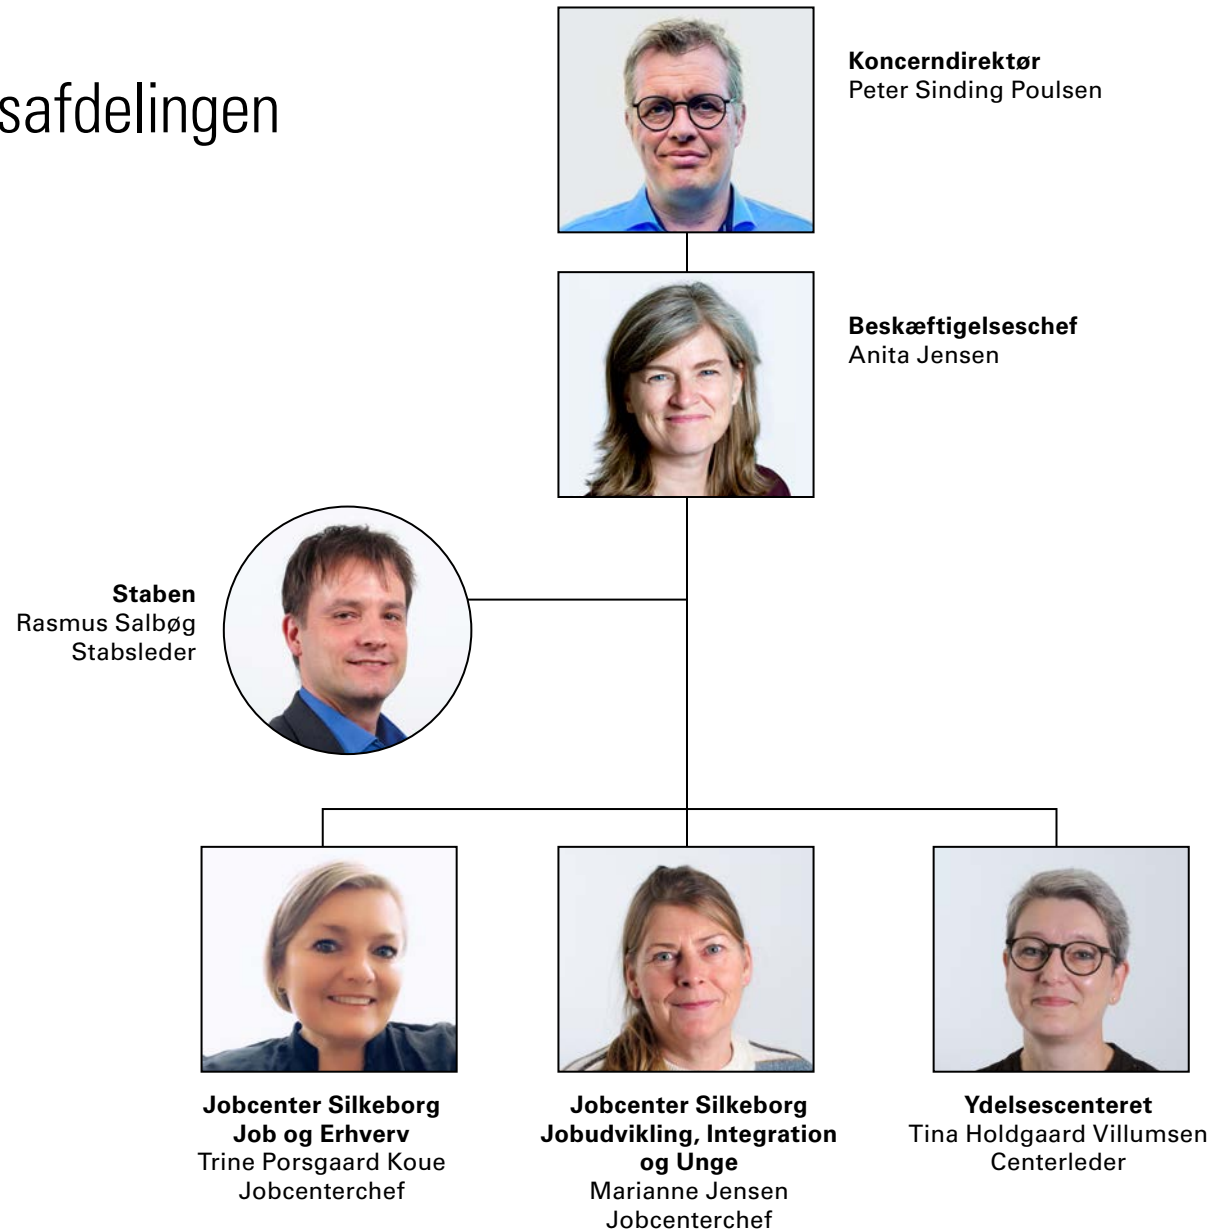 safdelingen
Koncerndirektør
Peter Sinding Poulsen
Beskæftigelseschef
Anita Jensen
Staben
Rasmus Salbøg
Stabsleder
Jobcenter Silkeborg
Job og Erhverv
Trine Porsgaard Koue
Jobcenterchef
Jobcenter Silkeborg
Jobudvikling, Integration
og Unge
Marianne Jensen
Jobcenterchef
Ydelsescenteret
Tina Holdgaard Villumsen
Centerleder